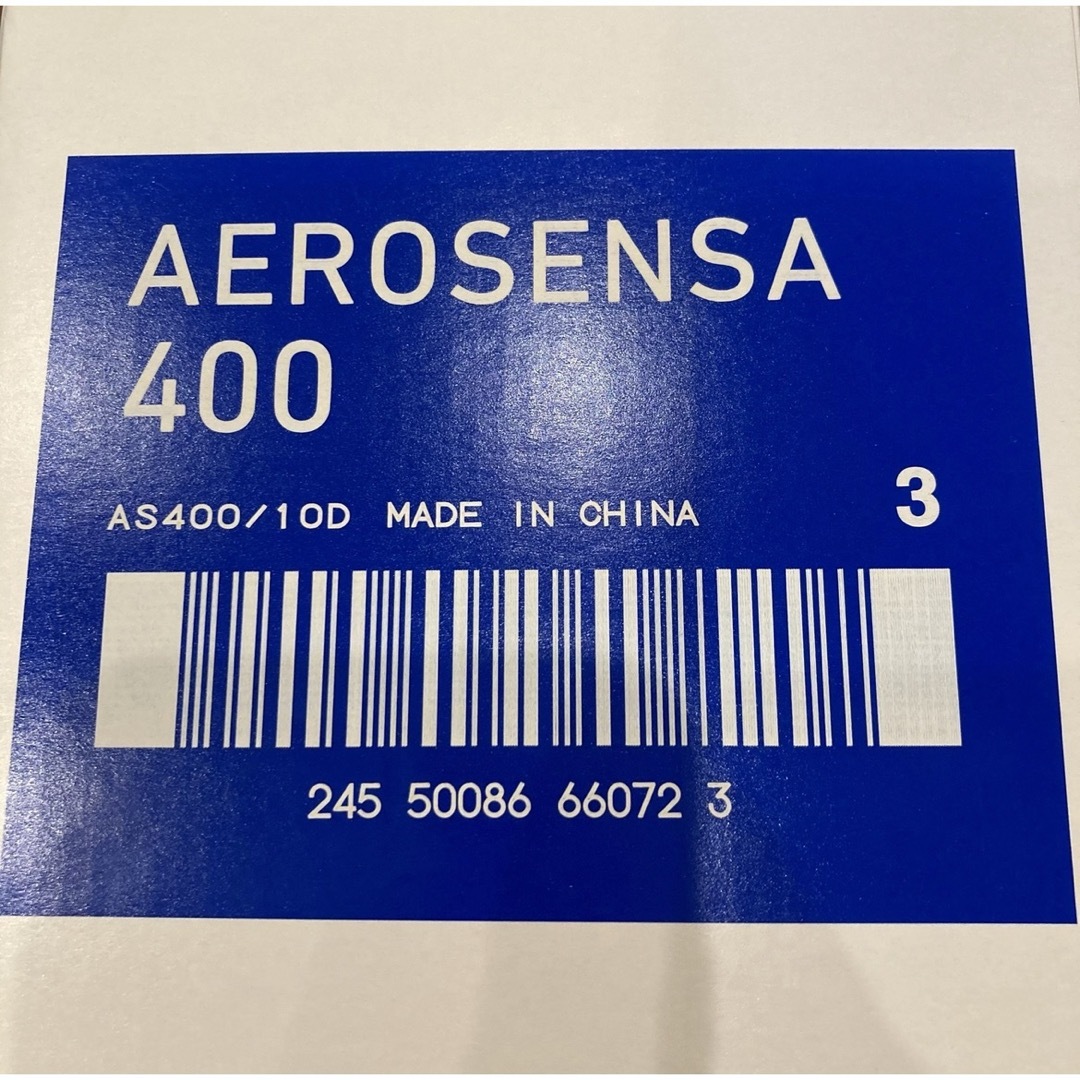 AEROSENSA
400
3
AS400/10D MADE IN CHINA
245 50086 66072 3